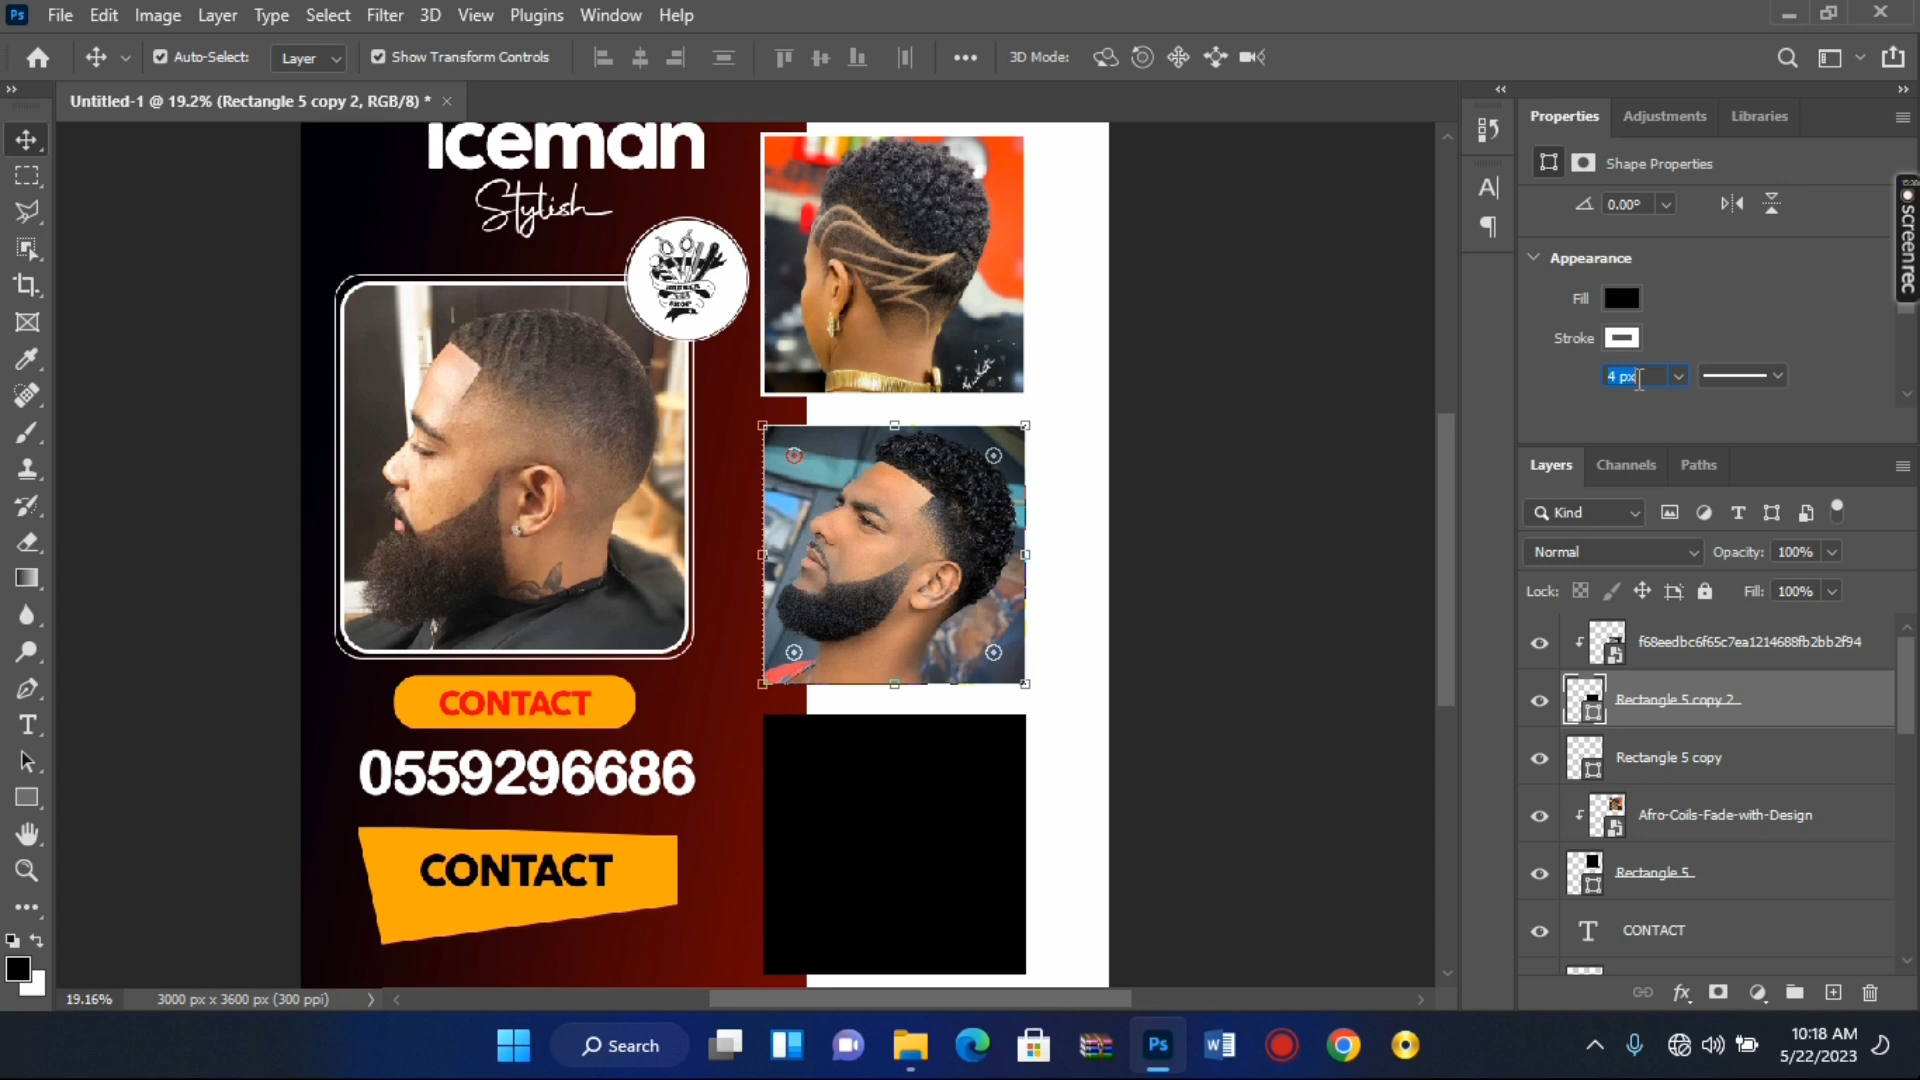 Ps File Edit Image Layer Type Select Filter 3D View Plugins Window Help
Auto-Select: Layer Show Transform Controls 3D Mode:
Untitled-1 @ 19.2% (Rectangle 5 copy 2, RGB/8) *
iceman
Stylish
CONTACT
0559296686
CONTACT
19.16% 3000 px x 3600 px (300 ppi)
Properties Adjustments Libraries
Shape Properties
0.00°
Appearance
Fill
Stroke
4 px
screenrec
Layers Channels Paths
Kind
Normal Opacity: 100%
Lock: Fill: 100%
f68eedbc6f65c7ea1214688fb2bb2f94
Rectangle 5 copy 2
Rectangle 5 copy
Afro-Coils-Fade-with-Design
Rectangle 5
T CONTACT
fx
Search
Ps
W
10:18 AM
5/22/2023